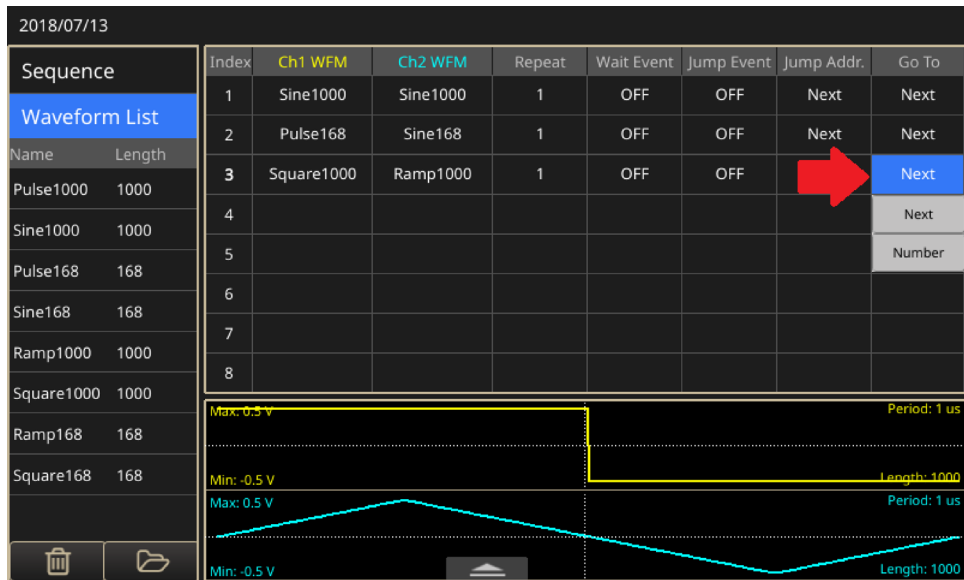 2018/07/13
Sequence
Waveform List
Name Length
Pulse1000 1000
Sine1000 1000
Pulse168 168
Sine168 168
Ramp1000 1000
Square1000 1000
Ramp168 168
Square168 168
Index Ch1 WFM Ch2 WFM Repeat Wait Event Jump Event Jump Addr. Go To
1 Sine1000 Sine1000 1 OFF OFF Next Next
2 Pulse168 Sine168 1 OFF OFF Next Next
3 Square1000 Ramp1000 1 OFF OFF Next
4 Next
5 Number
6
7
8
Max: 0.5 V Period: 1 us
Min: -0.5 V Length: 1000
Max: 0.5 V Period: 1 us
Min: -0.5 V Length: 1000